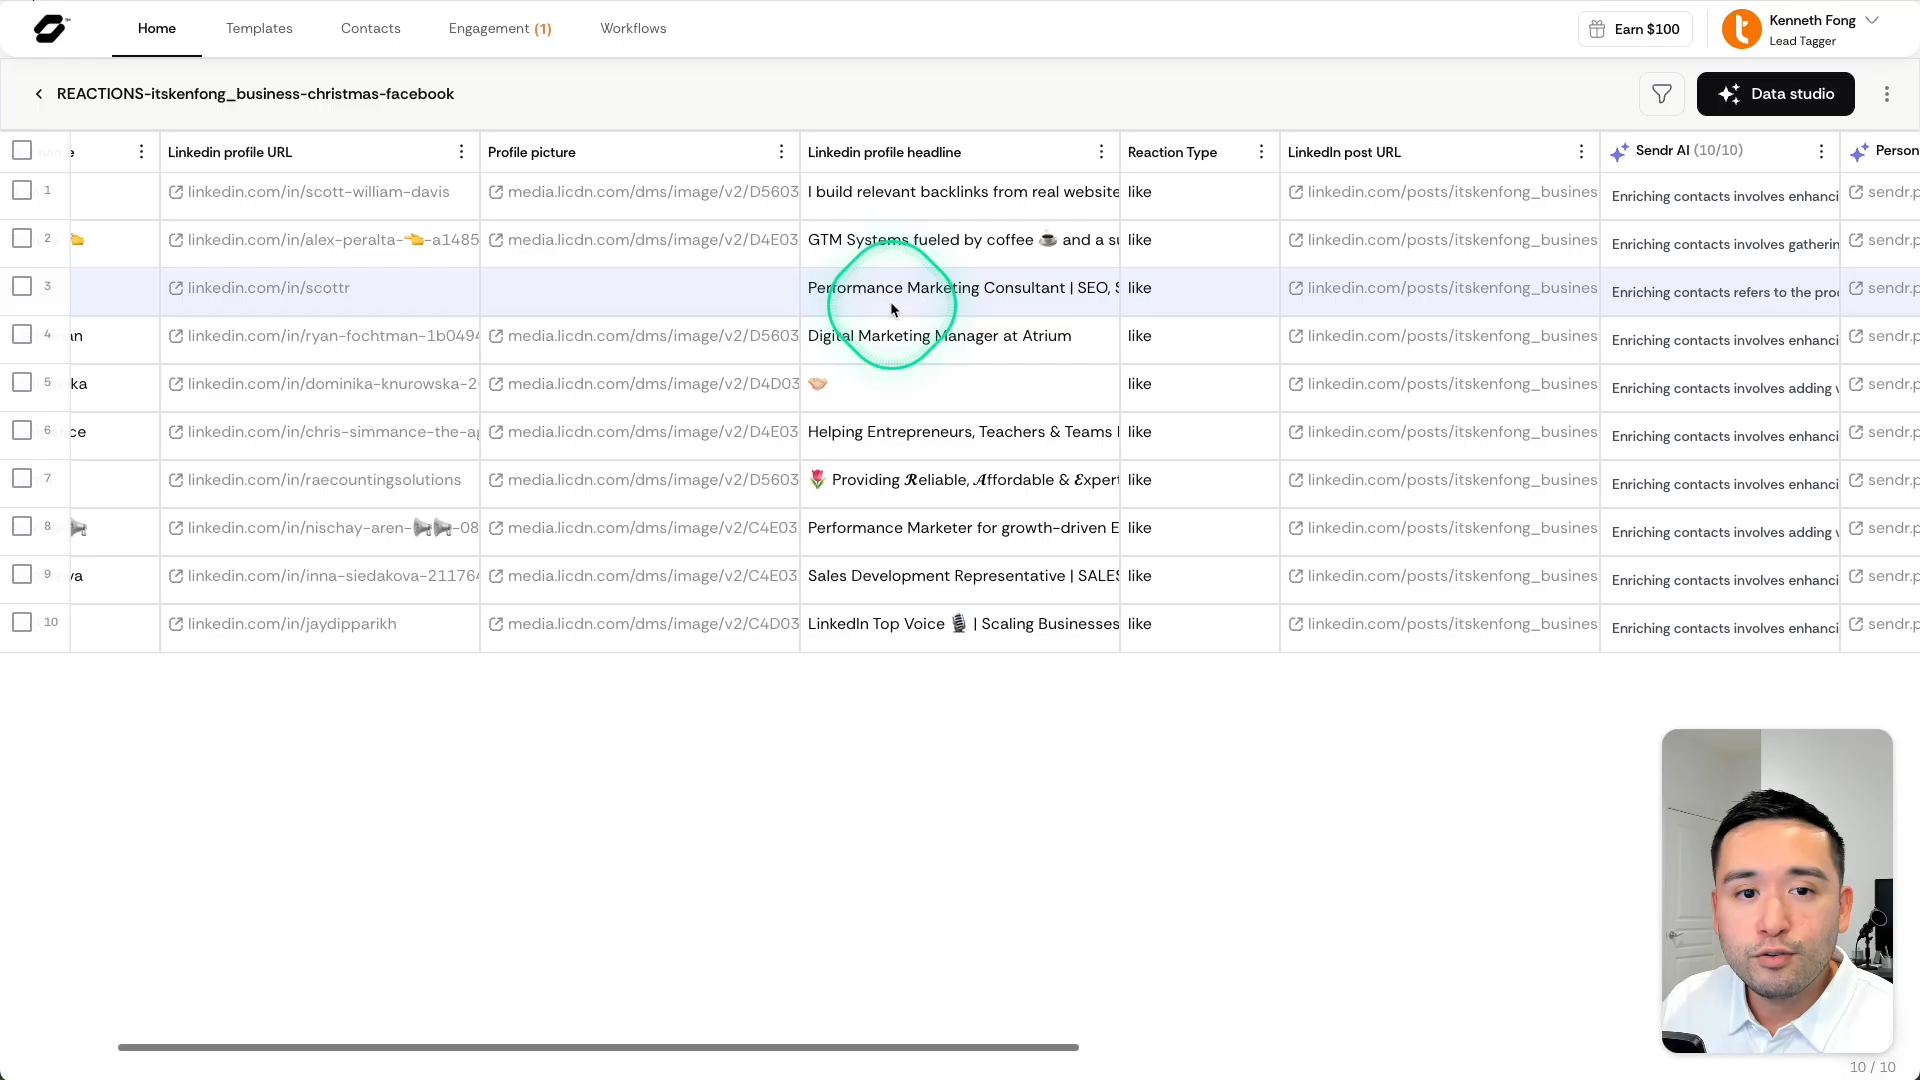 Home Templates Contacts Engagement (1) Workflows Earn $100 Kenneth Fong
Lead Tagger
REACTIONS-itskenfong_business-christmas-facebook Data studio
Linkedin profile URL Profile picture Linkedin profile headline Reaction Type LinkedIn post URL Sendr AI (10/10) Person
1 linkedin.com/in/scott-william-davis media.licdn.com/dms/image/v2/D5603 I build relevant backlinks from real website like linkedin.com/posts/itskenfong_busines Enriching contacts involves enhanci sendr.p
2 👈 linkedin.com/in/alex-peralta-👈-a1485 media.licdn.com/dms/image/v2/D4E03 GTM Systems fueled by coffee ☕ and a su like linkedin.com/posts/itskenfong_busines Enriching contacts involves gatherin sendr.p
3 linkedin.com/in/scottr Performance Marketing Consultant | SEO, S like linkedin.com/posts/itskenfong_busines Enriching contacts refers to the proc sendr.p
4 an linkedin.com/in/ryan-fochtman-1b0494 media.licdn.com/dms/image/v2/D5603 Digital Marketing Manager at Atrium like linkedin.com/posts/itskenfong_busines Enriching contacts involves enhanci sendr.p
5 ka linkedin.com/in/dominika-knurowska-2 media.licdn.com/dms/image/v2/D4D03 🤝 like linkedin.com/posts/itskenfong_busines Enriching contacts involves adding v sendr.p
6 ce linkedin.com/in/chris-simmance-the-ag media.licdn.com/dms/image/v2/D4E03 Helping Entrepreneurs, Teachers & Teams like linkedin.com/posts/itskenfong_busines Enriching contacts involves enhanci sendr.p
7 linkedin.com/in/raecountingsolutions media.licdn.com/dms/image/v2/D5603 🌷 Providing 𝓡eliable, 𝓐ffordable & 𝓔xpert like linkedin.com/posts/itskenfong_busines Enriching contacts involves enhanci sendr.p
8 📢 linkedin.com/in/nischay-aren-📢📢-08 media.licdn.com/dms/image/v2/C4E03 Performance Marketer for growth-driven E like linkedin.com/posts/itskenfong_busines Enriching contacts involves adding v sendr.p
9 va linkedin.com/in/inna-siedakova-211764 media.licdn.com/dms/image/v2/C4E03 Sales Development Representative | SALES like linkedin.com/posts/itskenfong_busines Enriching contacts involves enhanci sendr.p
10 linkedin.com/in/jaydipparikh media.licdn.com/dms/image/v2/C4D03 LinkedIn Top Voice 🎙️ | Scaling Businesses like linkedin.com/posts/itskenfong_busines Enriching contacts involves enhanci sendr.p
10 / 10